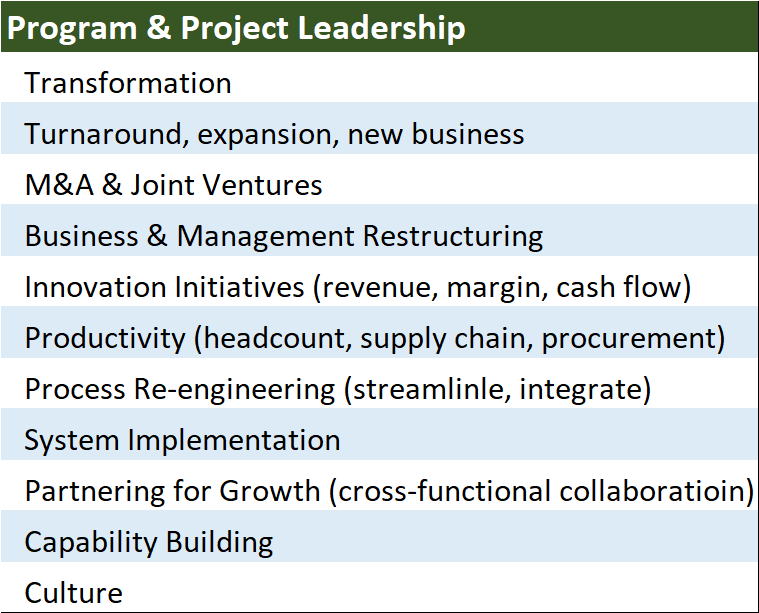 Program & Project Leadership
Transformation
Turnaround, expansion, new business
M&A & Joint Ventures
Business & Management Restructuring
Innovation Initiatives (revenue, margin, cash flow)
Productivity (headcount, supply chain, procurement)
Process Re-engineering (streamlinle, integrate)
System Implementation
Partnering for Growth (cross-functional collaboratioin)
Capability Building
Culture